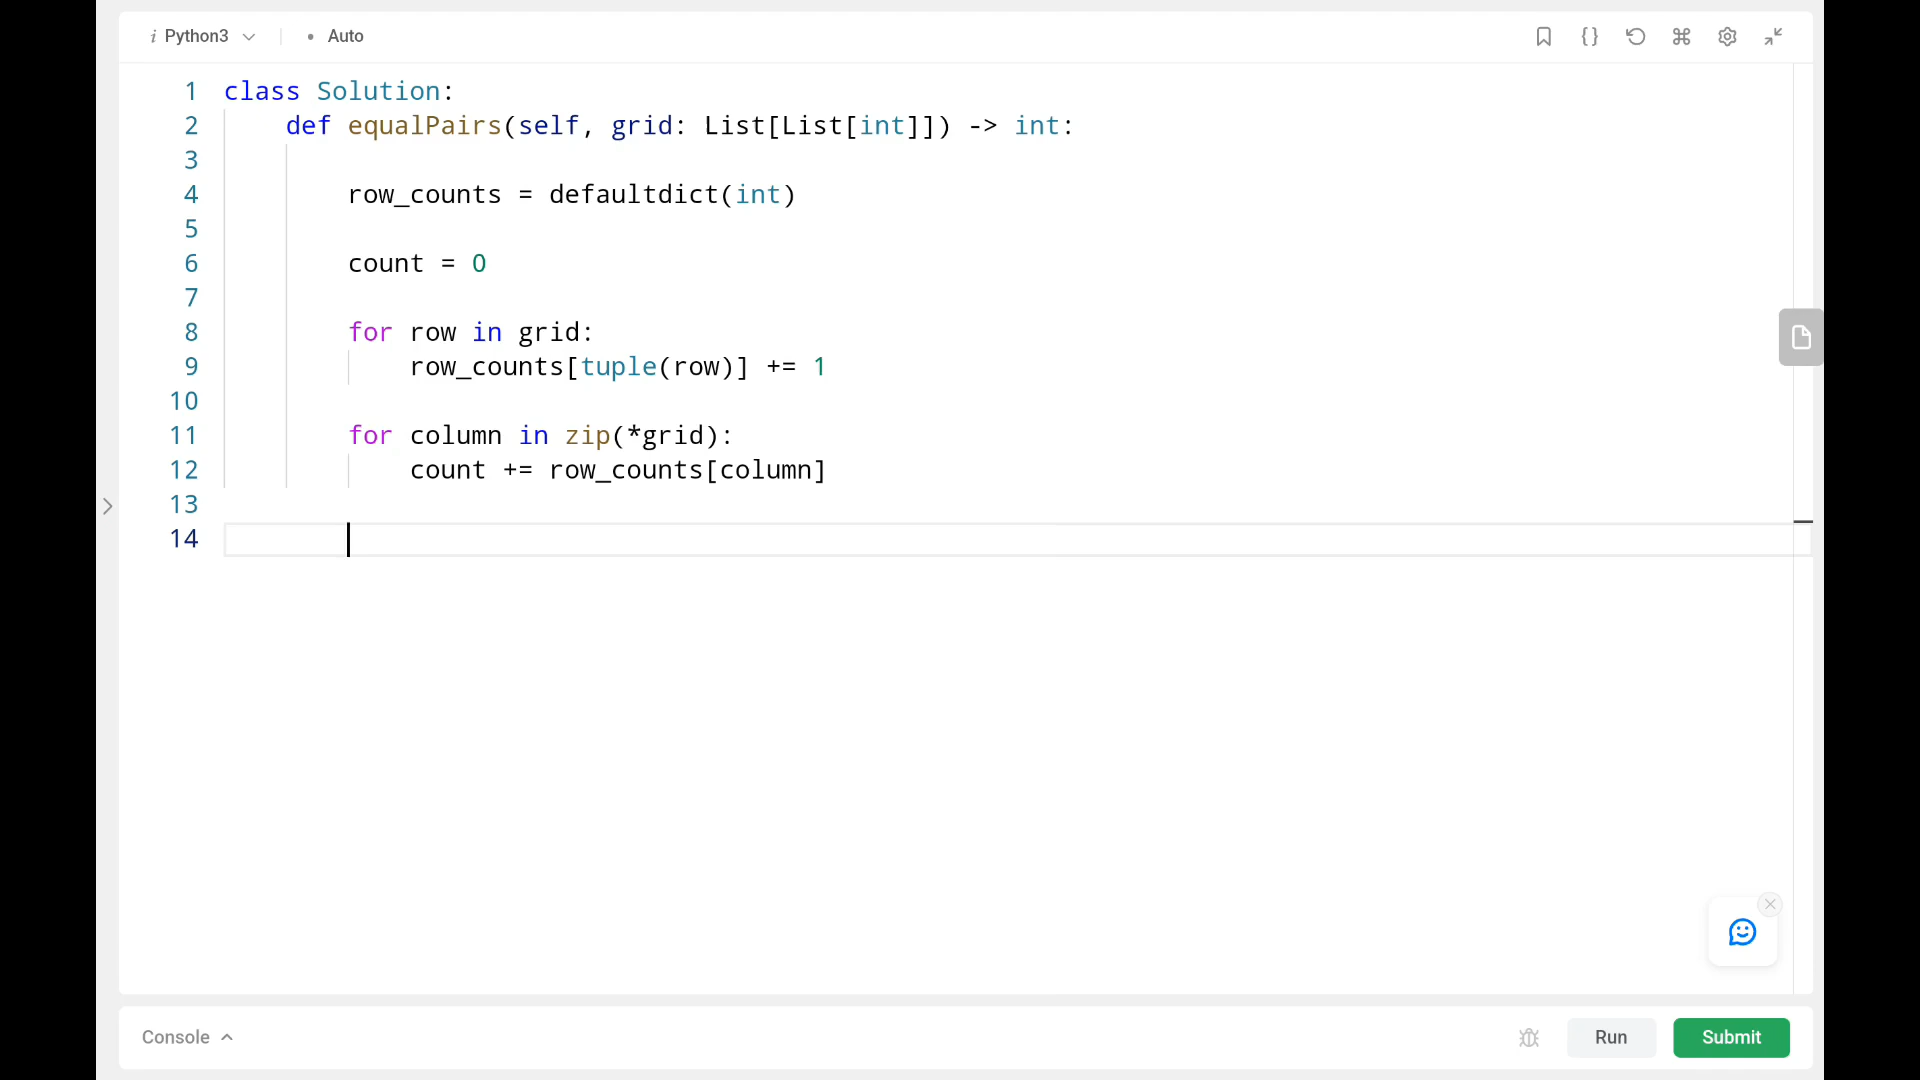 i Python3 • Auto
1 class Solution:
2     def equalPairs(self, grid: List[List[int]]) -> int:
3
4         row_counts = defaultdict(int)
5
6         count = 0
7
8         for row in grid:
9             row_counts[tuple(row)] += 1
10
11         for column in zip(*grid):
12             count += row_counts[column]
13
14
Console Run Submit